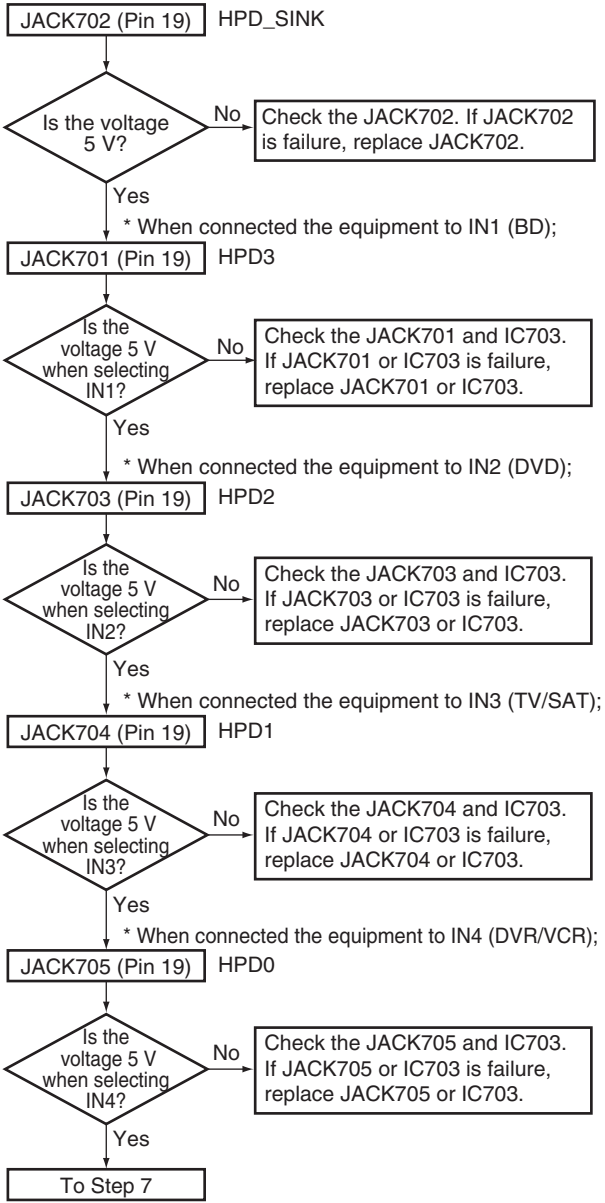 JACK702 (Pin 19) HPD_SINK
Is the voltage
5 V?
No
Check the JACK702. If JACK702
is failure, replace JACK702.
Yes
* When connected the equipment to IN1 (BD);
JACK701 (Pin 19) HPD3
Is the
voltage 5 V
when selecting
IN1?
No
Check the JACK701 and IC703.
If JACK701 or IC703 is failure,
replace JACK701 or IC703.
Yes
* When connected the equipment to IN2 (DVD);
JACK703 (Pin 19) HPD2
Is the
voltage 5 V
when selecting
IN2?
No
Check the JACK703 and IC703.
If JACK703 or IC703 is failure,
replace JACK703 or IC703.
Yes
* When connected the equipment to IN3 (TV/SAT);
JACK704 (Pin 19) HPD1
Is the
voltage 5 V
when selecting
IN3?
No
Check the JACK704 and IC703.
If JACK704 or IC703 is failure,
replace JACK704 or IC703.
Yes
* When connected the equipment to IN4 (DVR/VCR);
JACK705 (Pin 19) HPD0
Is the
voltage 5 V
when selecting
IN4?
No
Check the JACK705 and IC703.
If JACK705 or IC703 is failure,
replace JACK705 or IC703.
Yes
To Step 7